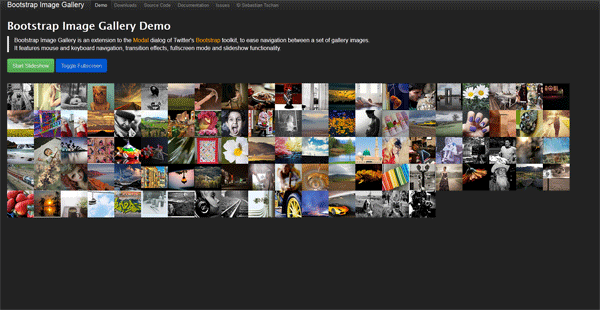 Bootstrap Image Gallery Demo Downloads Source Code Documentation Issues © Sebastian Tschan
Bootstrap Image Gallery Demo
Bootstrap Image Gallery is an extension to the Modal dialog of Twitter's Bootstrap toolkit, to ease navigation between a set of gallery images.
It features mouse and keyboard navigation, transition effects, fullscreen mode and slideshow functionality.
Start Slideshow Toggle Fullscreen